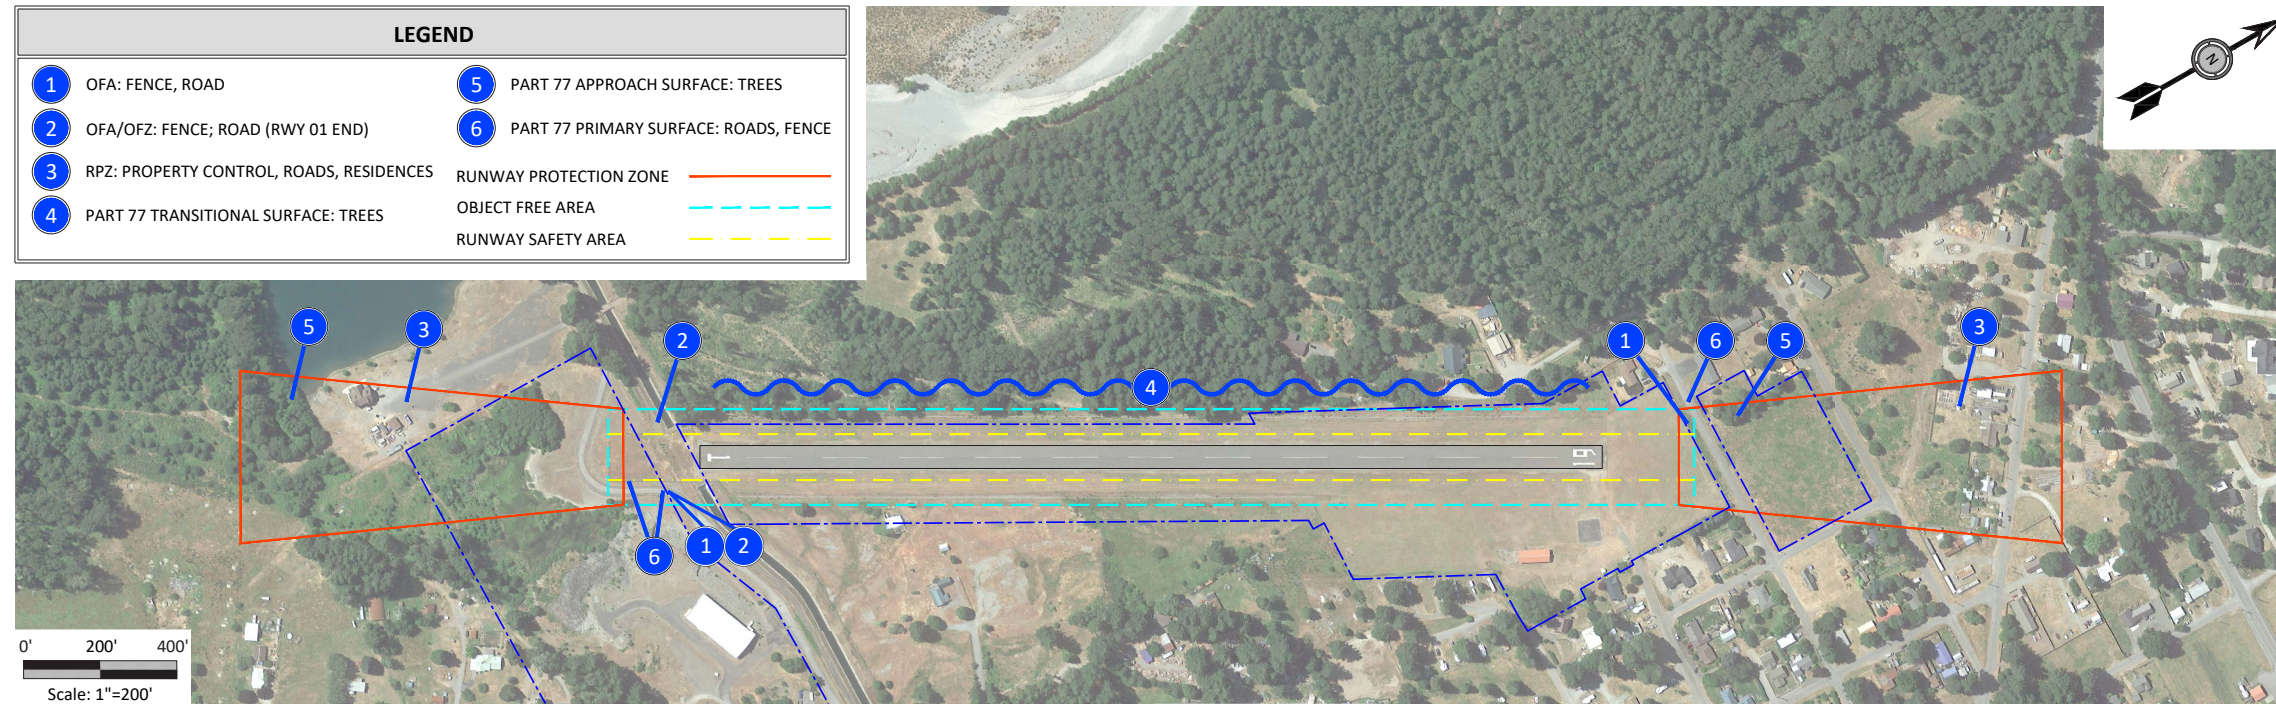 LEGEND
1 OFA: FENCE, ROAD
2 OFA/OFZ: FENCE; ROAD (RWY 01 END)
3 RPZ: PROPERTY CONTROL, ROADS, RESIDENCES
4 PART 77 TRANSITIONAL SURFACE: TREES
5 PART 77 APPROACH SURFACE: TREES
6 PART 77 PRIMARY SURFACE: ROADS, FENCE
RUNWAY PROTECTION ZONE
OBJECT FREE AREA
RUNWAY SAFETY AREA
N
5
3
2
4
1
6
5
3
1
19
6
1
2
0' 200' 400'
Scale: 1"=200'